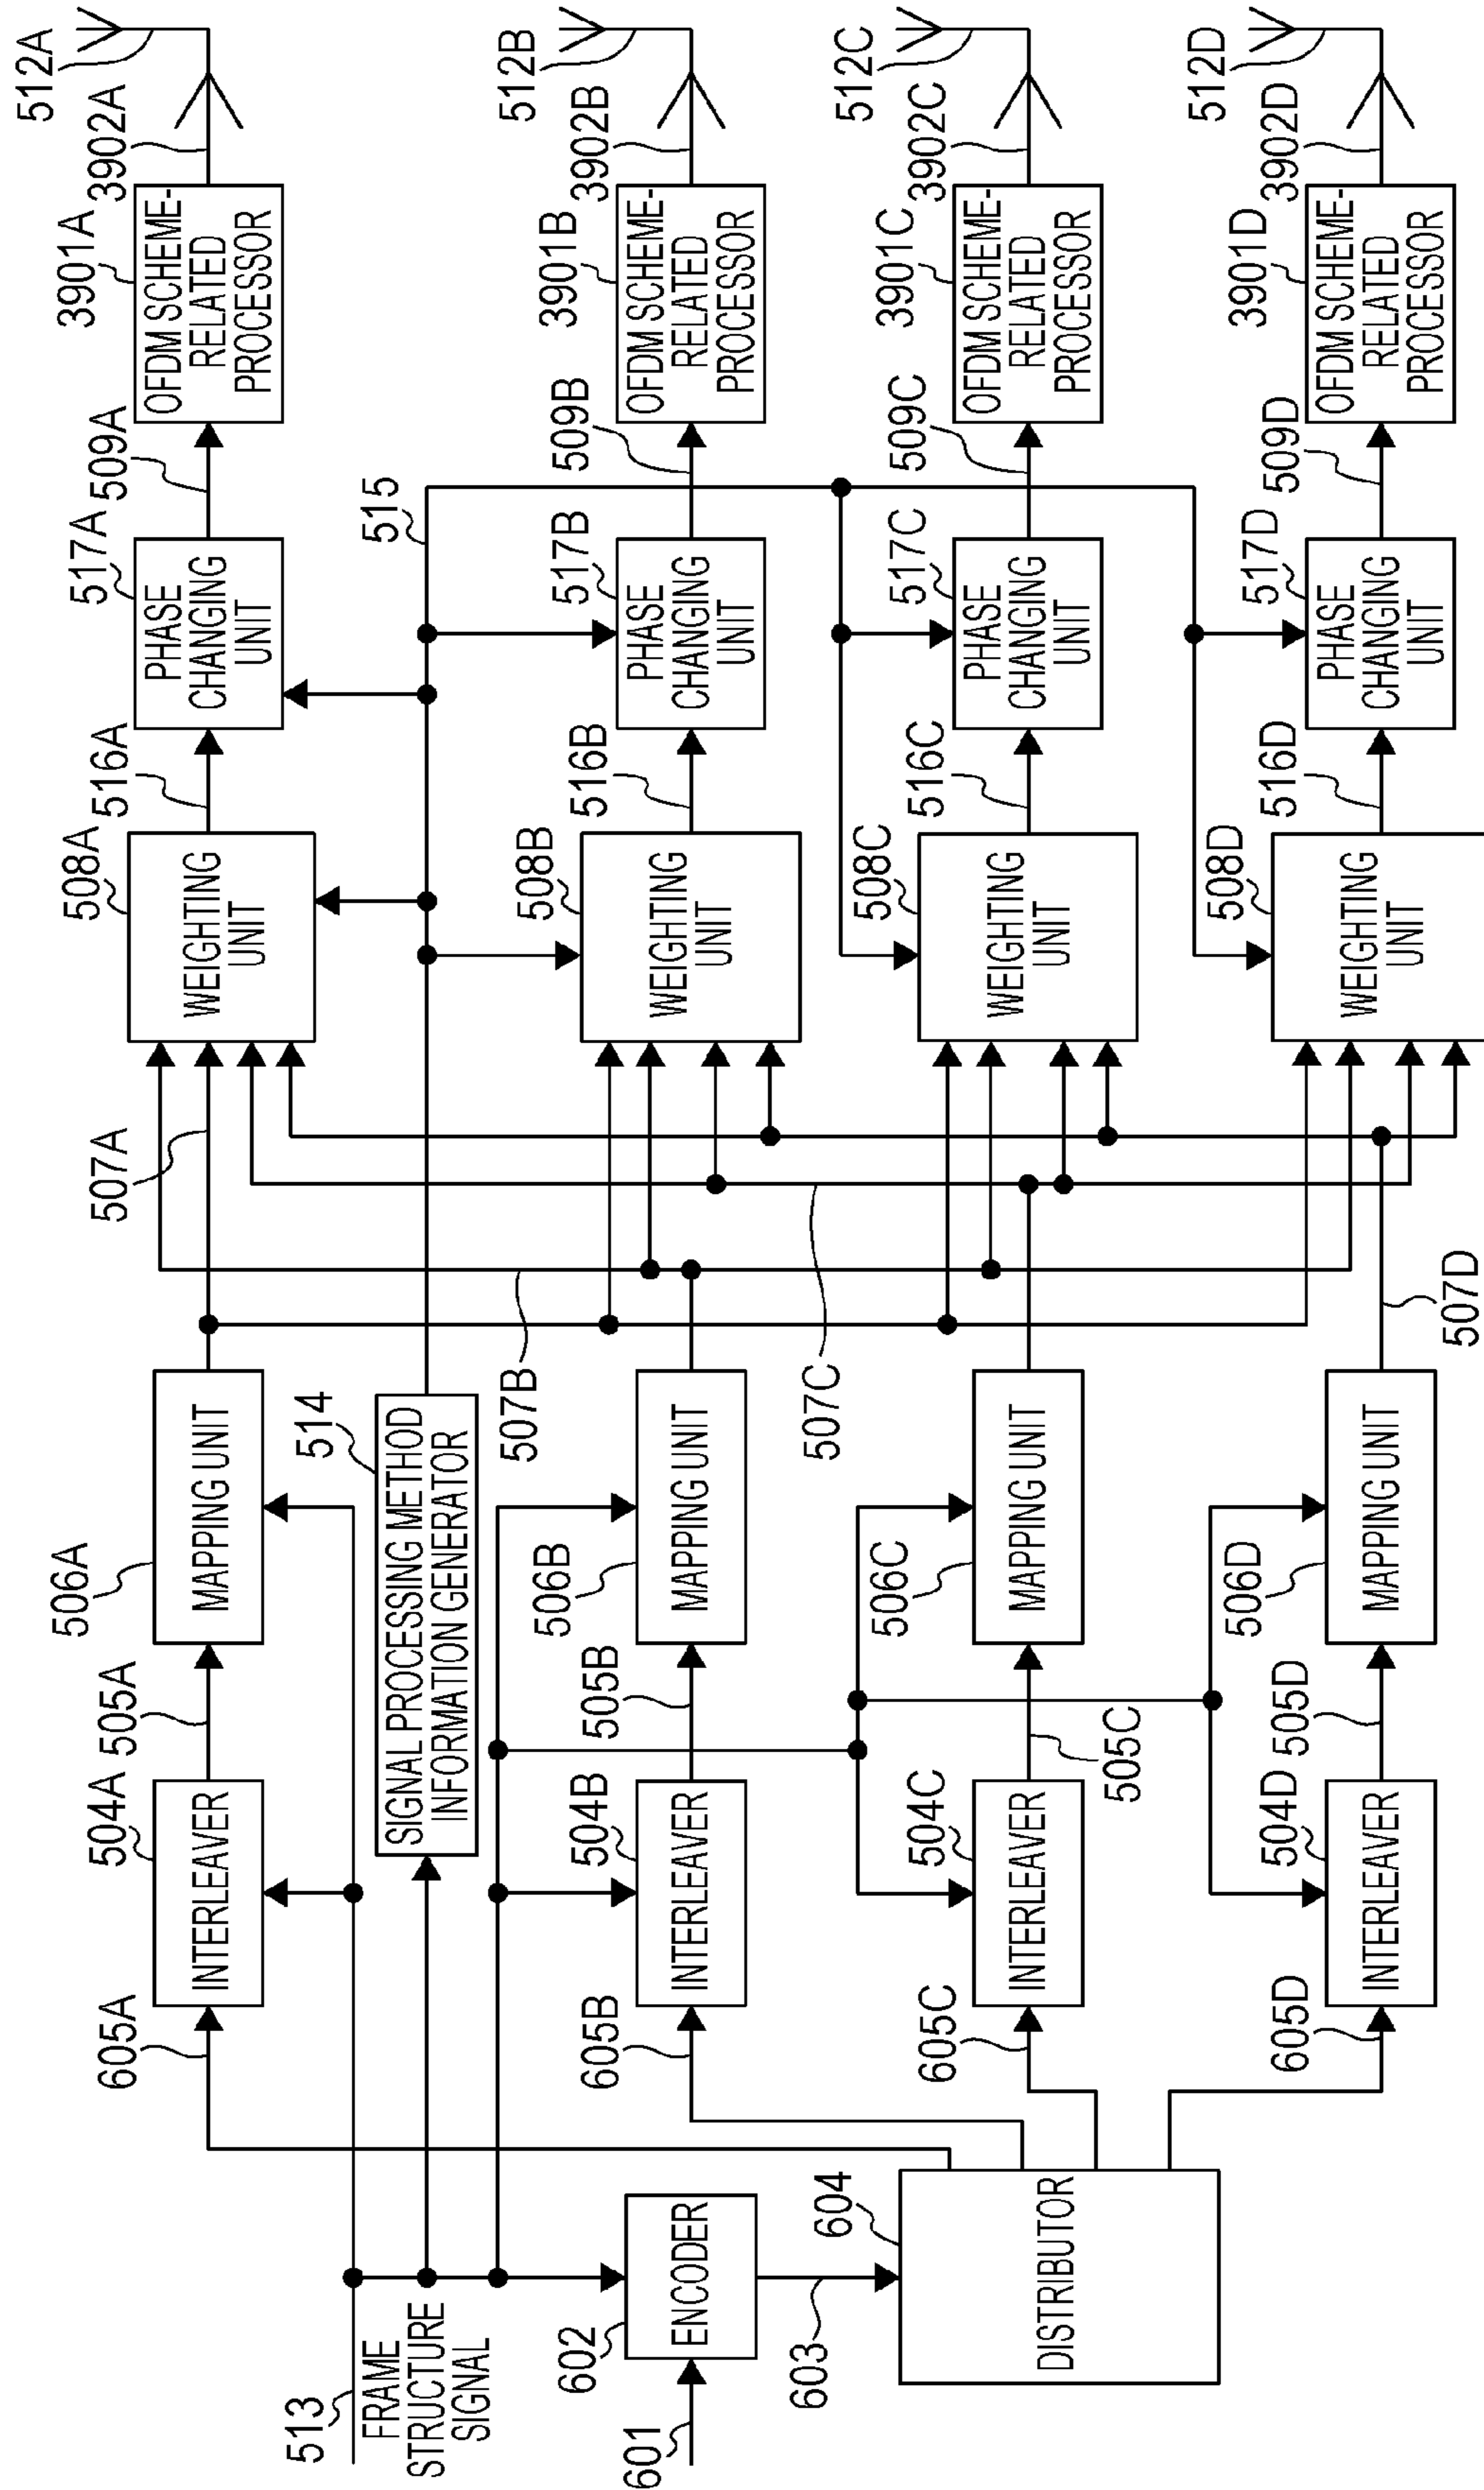 513
FRAME
STRUCTURE
SIGNAL
601
602
ENCODER
603
604
DISTRIBUTOR
605A
504A
INTERLEAVER
505A
506A
MAPPING UNIT
507A
508A
WEIGHTING
UNIT
516A
517A
PHASE
CHANGING
UNIT
509A
3901A
OFDM SCHEME-
RELATED
PROCESSOR
3902A
512A
514
SIGNAL PROCESSING METHOD
INFORMATION GENERATOR
515
605B
504B
INTERLEAVER
505B
506B
MAPPING UNIT
507B
508B
WEIGHTING
UNIT
516B
517B
PHASE
CHANGING
UNIT
509B
3901B
OFDM SCHEME-
RELATED
PROCESSOR
3902B
512B
605C
504C
INTERLEAVER
505C
506C
MAPPING UNIT
507C
508C
WEIGHTING
UNIT
516C
517C
PHASE
CHANGING
UNIT
509C
3901C
OFDM SCHEME-
RELATED
PROCESSOR
3902C
512C
605D
504D
INTERLEAVER
505D
506D
MAPPING UNIT
507D
508D
WEIGHTING
UNIT
516D
517D
PHASE
CHANGING
UNIT
509D
3901D
OFDM SCHEME-
RELATED
PROCESSOR
3902D
512D